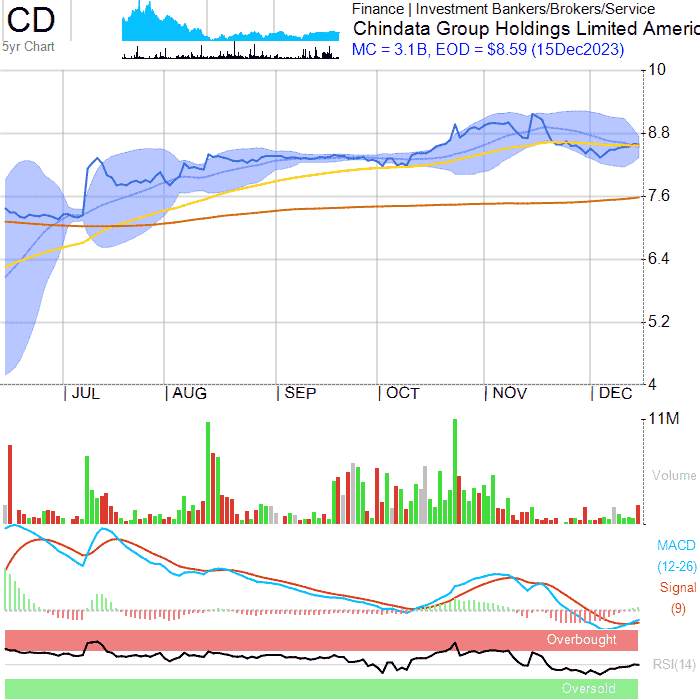 CD
5yr Chart
Finance | Investment Bankers/Brokers/Service
Chindata Group Holdings Limited Americ
MC = 3.1B, EOD = $8.59 (15Dec2023)
10
8.8
7.6
6.4
5.2
4
JUL
AUG
SEP
OCT
NOV
DEC
11M
Volume
MACD
(12-26)
Signal
(9)
Overbought
RSI(14)
Oversold